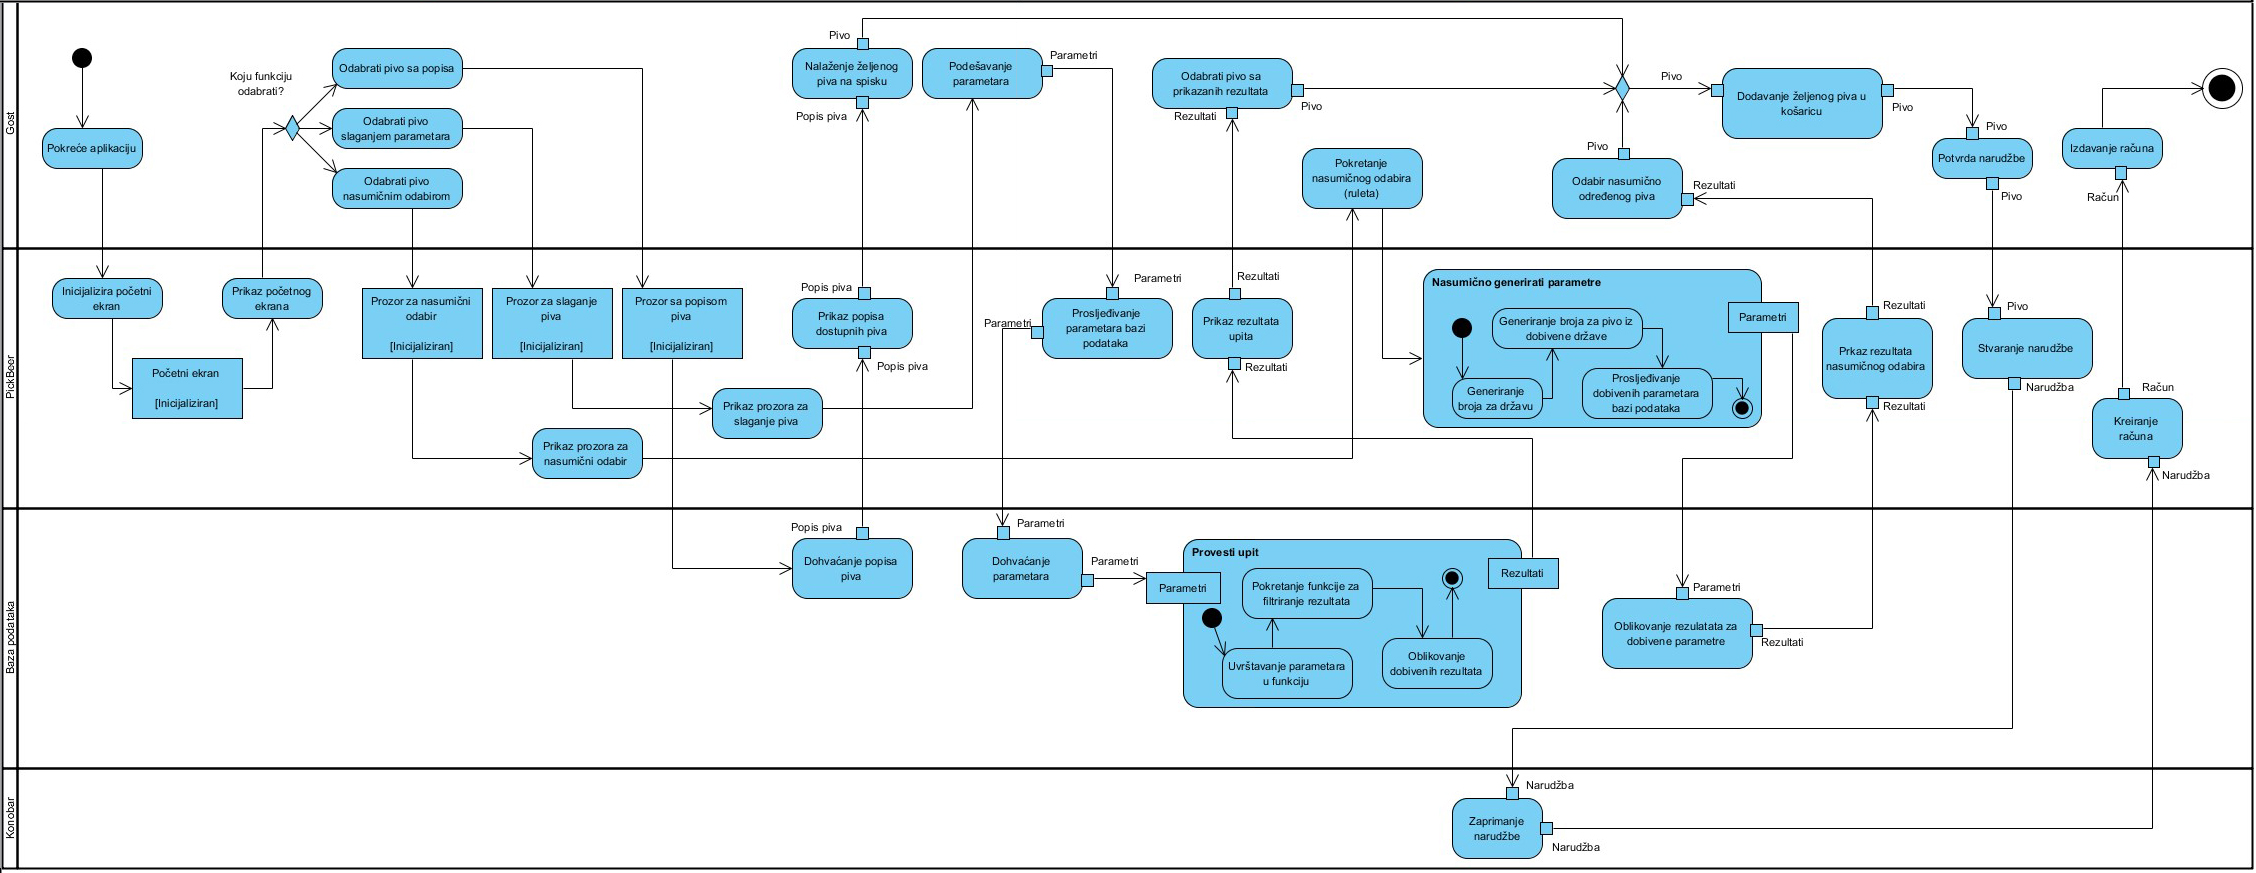 Gost
Koju funkciju
odabrati?
Pokreće aplikaciju
Odabrati pivo sa popisa
Odabrati pivo
slaganjem parametara
Odabrati pivo
nasumičnim odabirom
Pivo
Nalaženje željenog
piva na spisku
Popis piva
Podešavanje
parametara
Parametri
Odabrati pivo sa
prikazanih rezultata
Pivo
Rezultati
Pokretanje
nasumičnog odabira
(ruleta)
Pivo
Odabir nasumično
određenog piva
Rezultati
Pivo
Dodavanje željenog piva u
košaricu
Pivo
Pivo
Potvrda narudžbe
Pivo
Izdavanje računa
Račun
PickBeer
Inicijalizira početni
ekran
Početni ekran
[Inicijaliziran]
Prikaz početnog
ekrana
Prozor za nasumični
odabir
[Inicijaliziran]
Prozor za slaganje
piva
[Inicijaliziran]
Prozor sa popisom
piva
[Inicijaliziran]
Prikaz prozora za
nasumični odabir
Prikaz prozora za
slaganje piva
Popis piva
Prikaz popisa
dostupnih piva
Popis piva
Parametri
Parametri
Prosljeđivanje
parametara bazi
podataka
Rezultati
Prikaz rezultata
upita
Rezultati
Nasumično generirati parametre
Parametri
Generiranje broja za pivo iz
dobivene države
Generiranje
broja za državu
Prosljeđivanje
dobivenih parametara
bazi podataka
Rezultati
Prkaz rezultata
nasumičnog odabira
Rezultati
Pivo
Stvaranje narudžbe
Narudžba
Račun
Kreiranje
računa
Narudžba
Baza podataka
Popis piva
Dohvaćanje popisa
piva
Parametri
Dohvaćanje
parametara
Parametri
Provesti upit
Parametri
Rezultati
Pokretanje funkcije za
filtriranje rezultata
Uvrštavanje parametara
u funkciju
Oblikovanje
dobivenih rezultata
Parametri
Oblikovanje rezulatata za
dobivene parametre
Rezultati
Konobar
Narudžba
Zaprimanje
narudžbe
Narudžba